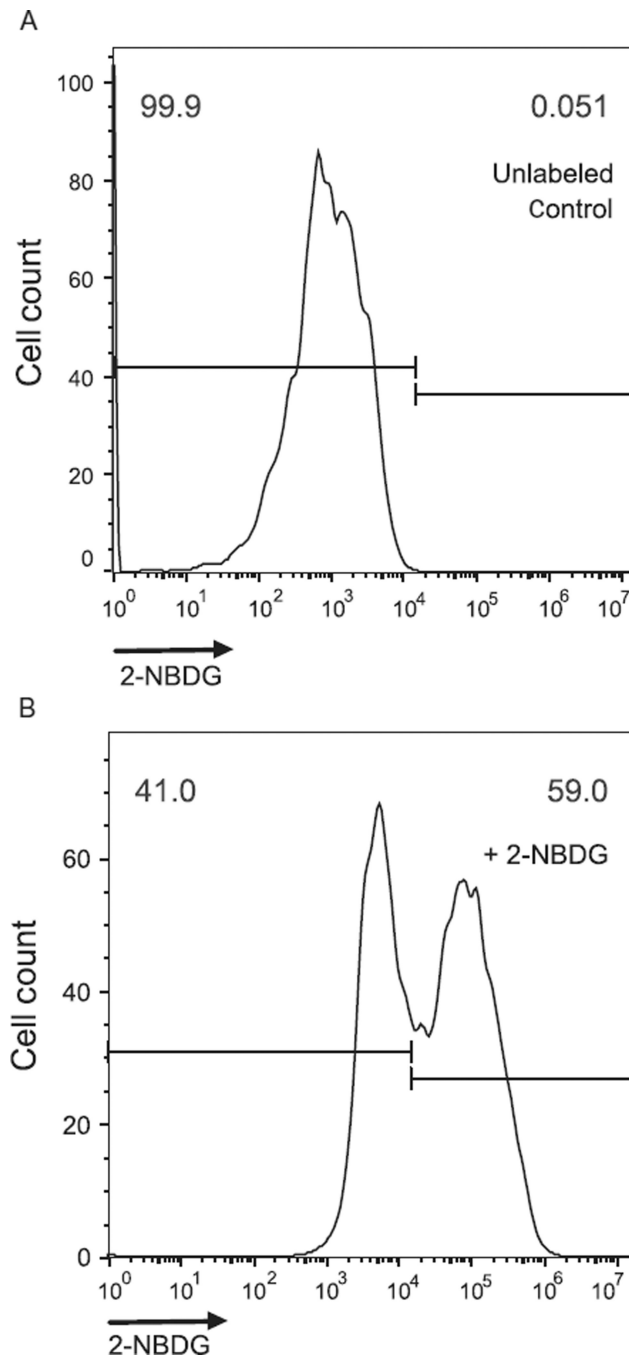 A
99.9 0.051
Unlabeled
Control
Cell count
100
80
60
40
20
0
10⁰ 10¹ 10² 10³ 10⁴ 10⁵ 10⁶ 10⁷
2-NBDG
B
41.0 59.0
+ 2-NBDG
Cell count
60
40
20
0
10⁰ 10¹ 10² 10³ 10⁴ 10⁵ 10⁶ 10⁷
2-NBDG